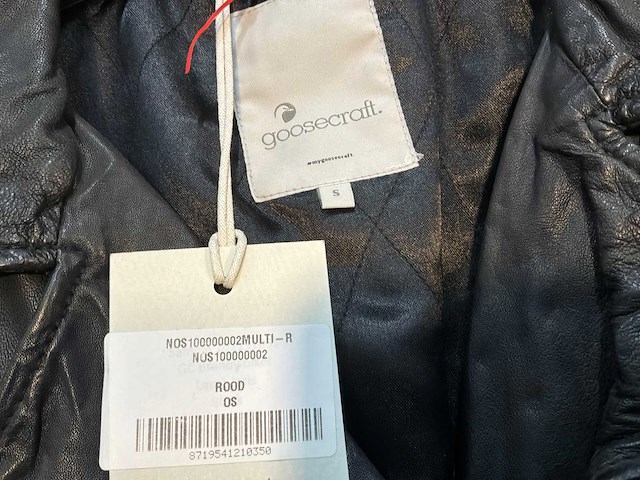 goosecraft.
#mygoosecraft.
S
NOS100000002MULTI-R
NOS100000002
ROOD
OS
8719541210350